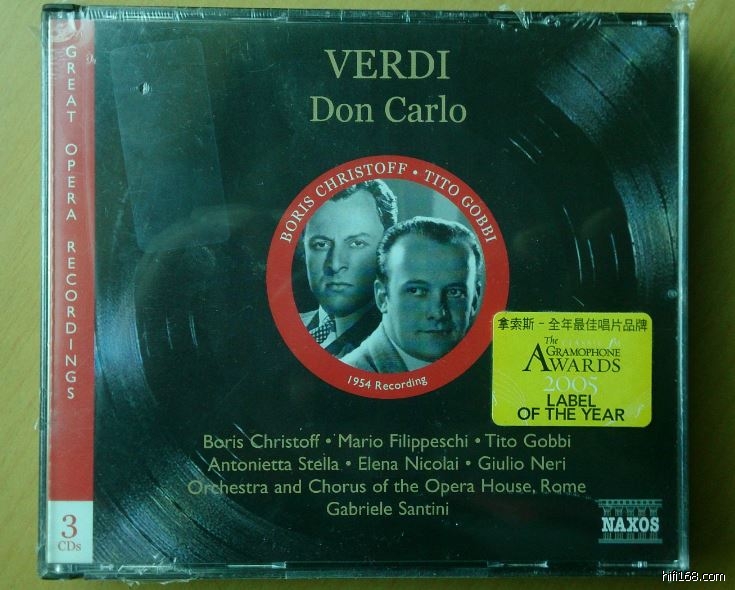 GREAT OPERA RECORDINGS
VERDI
Don Carlo
BORIS CHRISTOFF • TITO GOBBI
1954 Recording
拿索斯 - 全年最佳唱片品牌
The CLASSIC fM
GRAMOPHONE
AWARDS
2005
LABEL
OF THE YEAR
Boris Christoff • Mario Filippeschi • Tito Gobbi
Antonietta Stella • Elena Nicolai • Giulio Neri
Orchestra and Chorus of the Opera House, Rome
Gabriele Santini
3
CDs
NAXOS
hifi168.com